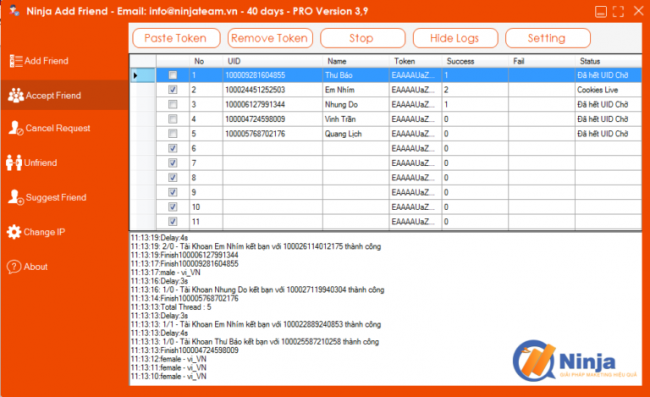 Ninja Add Friend - Email: info@ninjateam.vn - 40 days - PRO Version 3,9
Paste Token Remove Token Stop Hide Logs Setting
Add Friend
Accept Friend
Cancel Request
Unfriend
Suggest Friend
Change IP
About
No UID Name Token Success Fail Status
1 100009281604855 Thư Bảo EAAAAUaZ... 1 Đã hết UID Chờ
2 100024451252503 Em Nhím EAAAAUaZ... 2 Cookies Live
3 100006127991344 Nhung Do EAAAAUaZ... 1 Đã hết UID Chờ
4 100004724598009 Vinh Trần EAAAAUaZ... 0 Đã hết UID Chờ
5 100005768702176 Quang Lịch EAAAAUaZ... 0 Đã hết UID Chờ
6 EAAAAUaZ... 0
7 EAAAAUaZ... 0
8 EAAAAUaZ... 0
9 EAAAAUaZ... 0
10 EAAAAUaZ... 0
11 EAAAAUaZ... 0
11:13:19:Delay:4s
11:13:19: 2/0 - Tài Khoan Em Nhím kết bạn với 100026114012175 thành công
11:13:19:Finish100006127991344
11:13:17:Finish100009281604855
11:13:17:male - vi_VN
11:13:16:Delay:3s
11:13:16: 1/0 - Tài Khoan Nhung Do kết bạn với 100027119940304 thành công
11:13:14:Finish100005768702176
11:13:13:Total Thread : 5
11:13:13:Delay:3s
11:13:13: 1/1 - Tài Khoan Em Nhím kết bạn với 100022889240853 thành công
11:13:13:Delay:4s
11:13:13: 1/0 - Tài Khoan Thư Bảo kết bạn với 100025587210258 thành công
11:13:13:Finish100004724598009
11:13:12:female - vi_VN
11:13:11:female - vi_VN
11:13:10:female - vi_VN
Ninja
GIẢI PHÁP MARKETING HIỆU QUẢ